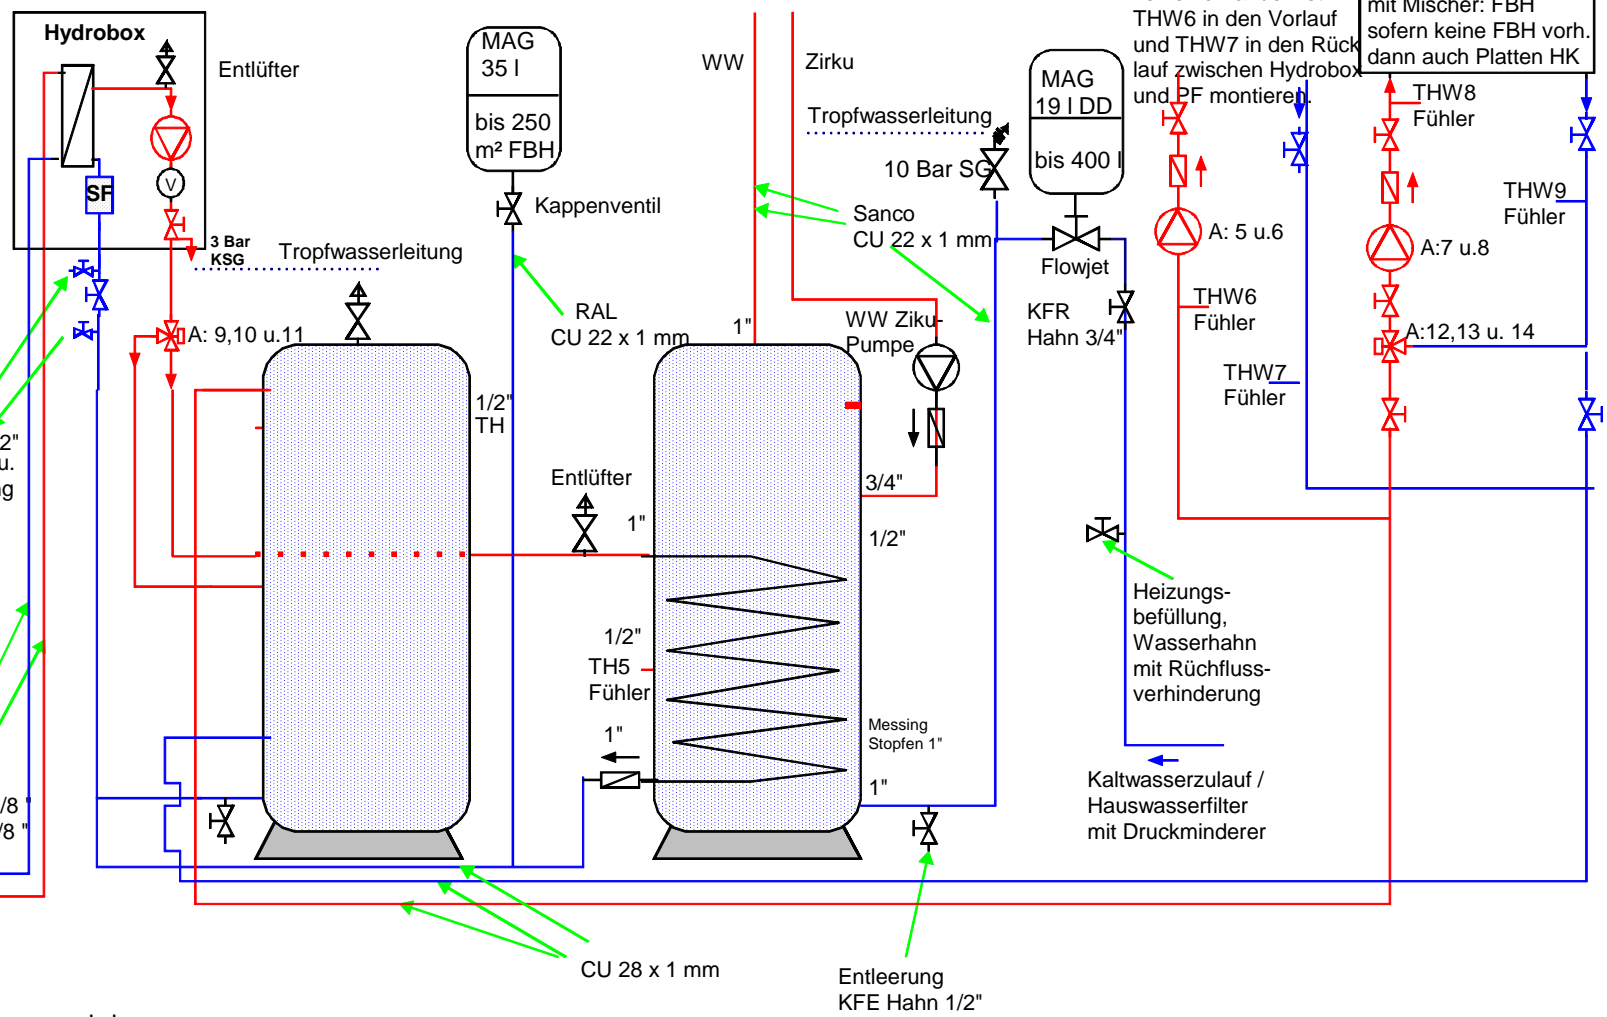 Hydrobox
Entlüfter
SF
V
3 Bar
KSG
Tropfwasserleitung
A: 9,10 u.11
MAG
35 l
bis 250
m² FBH
Kappenventil
RAL
CU 22 x 1 mm
1/2"
TH
Entlüfter
1"
1/2"
TH5
Fühler
1"
WW
Zirku
Tropfwasserleitung
10 Bar SG
Sanco
CU 22 x 1 mm
1"
WW Ziku-
Pumpe
3/4"
1/2"
Messing
Stopfen 1"
1"
MAG
19 l DD
bis 400 l
Flowjet
KFR
Hahn 3/4"
THW6 in den Vorlauf
und THW7 in den Rück
lauf zwischen Hydrobox
und PF montieren.
mit Mischer: FBH
sofern keine FBH vorh.
dann auch Platten HK
THW8
Fühler
THW9
Fühler
A: 5 u.6
A:7 u.8
THW6
Fühler
A:12,13 u. 14
THW7
Fühler
Heizungs-
befüllung,
Wasserhahn
mit Rüchfluss-
verhinderung
Kaltwasserzulauf /
Hauswasserfilter
mit Druckminderer
2"
u.
g
/8 "
/8 "
CU 28 x 1 mm
Entleerung
KFE Hahn 1/2"